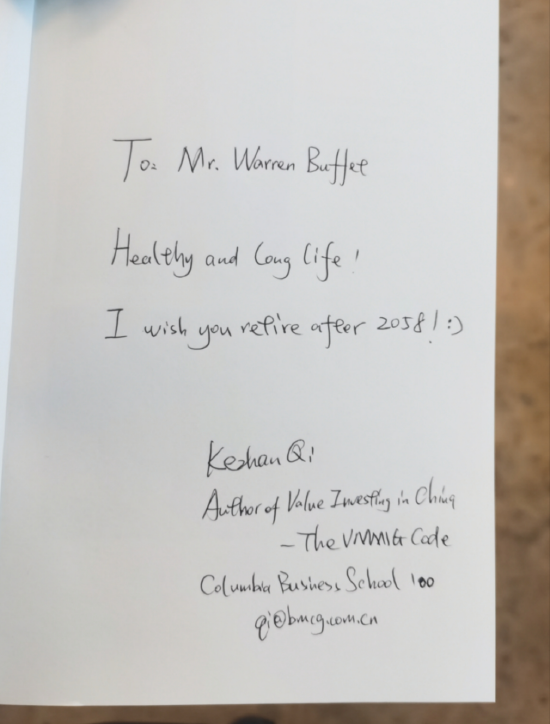 To: Mr. Warren Buffet
Healthy and Long life!
I wish you retire after 2058! :)
Keshan Qi
Author of Value Investing in China
- The VMMIG Code
Columbia Business School '00
qi@bmcg.com.cn